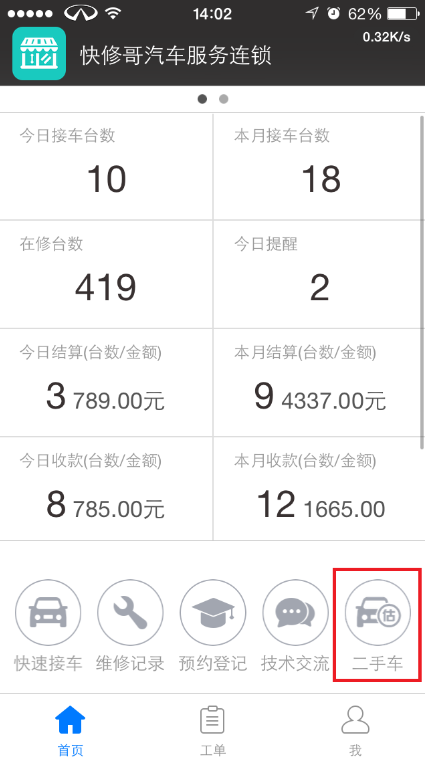 14:02
62%
0.32K/s
快修哥汽车服务连锁
今日接车台数
本月接车台数
10
18
在修台数
今日提醒
419
2
今日结算(台数/金额)
本月结算(台数/金额)
3 789.00元
9 4337.00元
今日收款(台数/金额)
本月收款(台数/金额)
8 785.00元
12 1665.00
估
快速接车
维修记录
预约登记
技术交流
二手车
首页
工单
我